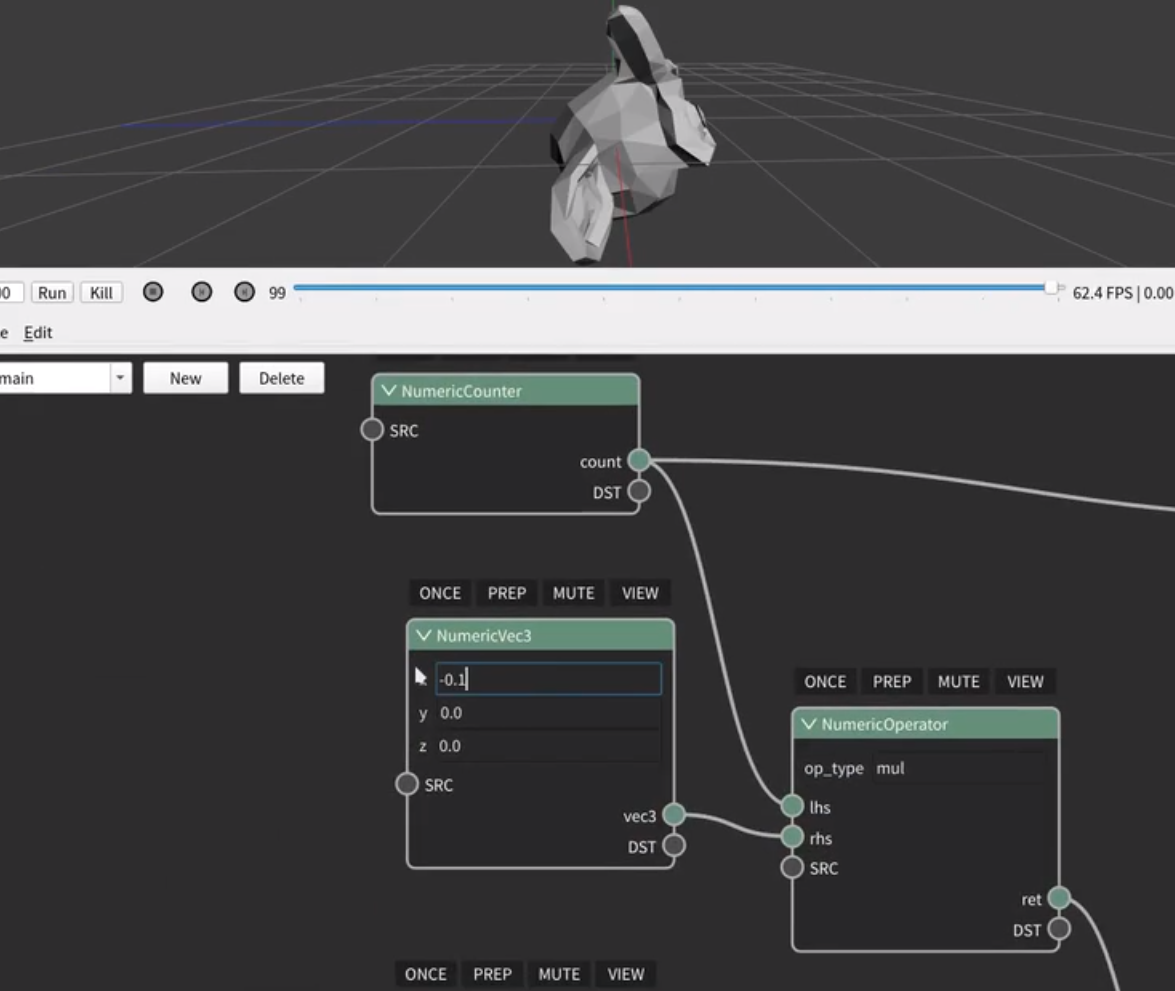 00 Run Kill 99 62.4 FPS | 0.00
e Edit
main New Delete
NumericCounter
SRC
count
DST
ONCE PREP MUTE VIEW
NumericVec3
-0.1
y 0.0
z 0.0
SRC
vec3
DST
ONCE PREP MUTE VIEW
NumericOperator
op_type mul
lhs
rhs
SRC
ret
DST
ONCE PREP MUTE VIEW